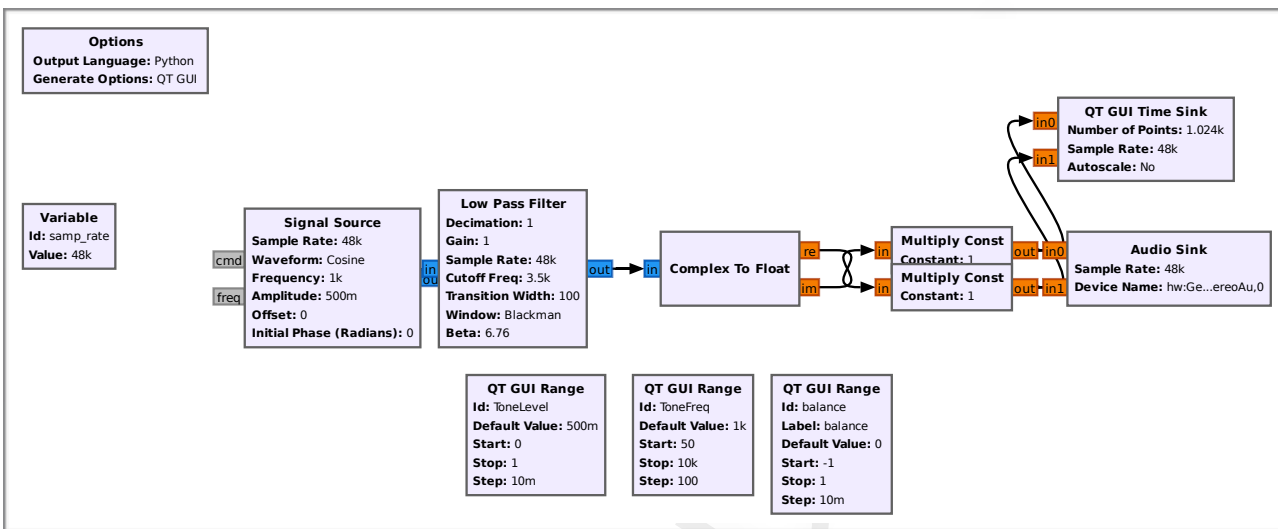 Options
Output Language: Python
Generate Options: QT GUI
Variable
Id: samp_rate
Value: 48k
cmd
freq
Signal Source
Sample Rate: 48k
Waveform: Cosine
Frequency: 1k
Amplitude: 500m
Offset: 0
Initial Phase (Radians): 0
in
ou
Low Pass Filter
Decimation: 1
Gain: 1
Sample Rate: 48k
Cutoff Freq: 3.5k
Transition Width: 100
Window: Blackman
Beta: 6.76
out
in
Complex To Float
re
im
in
Multiply Const
Constant: 1
out
in
Multiply Const
Constant: 1
out
in0
in1
QT GUI Time Sink
Number of Points: 1.024k
Sample Rate: 48k
Autoscale: No
in0
in1
Audio Sink
Sample Rate: 48k
Device Name: hw:Ge...ereoAu,0
QT GUI Range
Id: ToneLevel
Default Value: 500m
Start: 0
Stop: 1
Step: 10m
QT GUI Range
Id: ToneFreq
Default Value: 1k
Start: 50
Stop: 10k
Step: 100
QT GUI Range
Id: balance
Label: balance
Default Value: 0
Start: -1
Stop: 1
Step: 10m